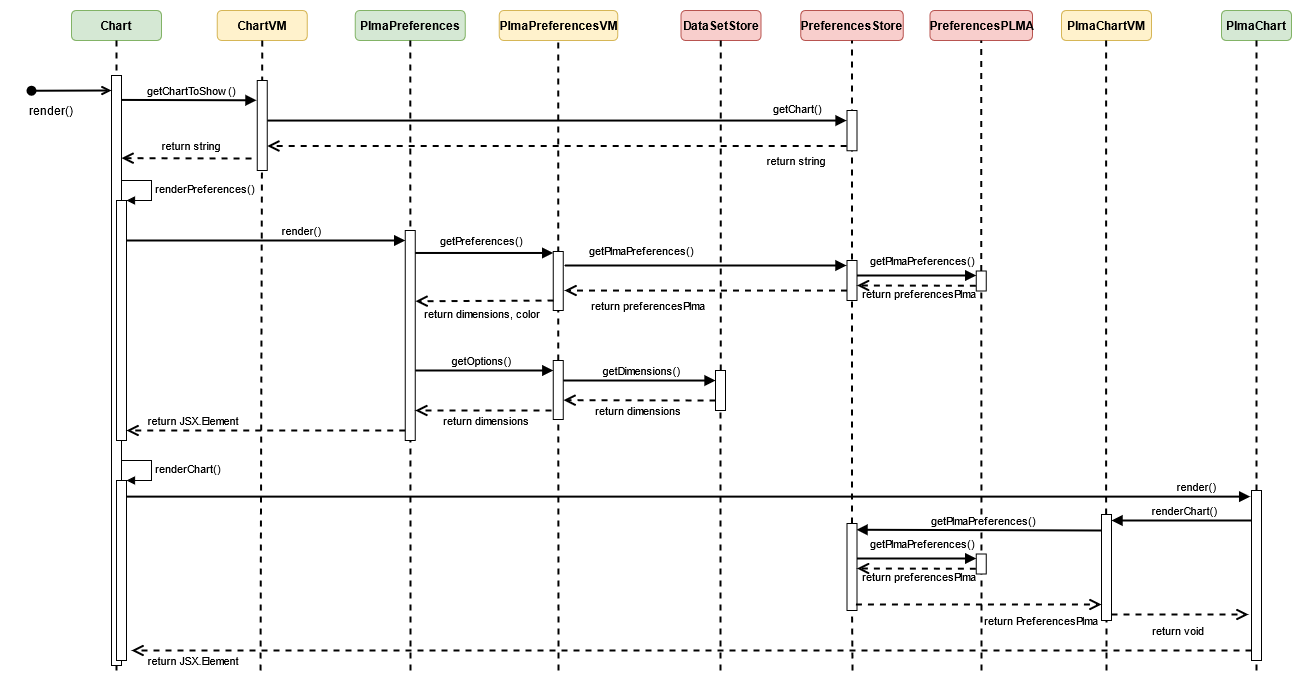 Chart
ChartVM
PlmaPreferences
PlmaPreferencesVM
DataSetStore
PreferencesStore
PreferencesPLMA
PlmaChartVM
PlmaChart
render()
getChartToShow ()
getChart()
return string
return string
renderPreferences()
render()
getPreferences()
getPlmaPreferences()
getPlmaPreferences()
return preferencesPlma
return preferencesPlma
return dimensions, color
getOptions()
getDimensions()
return dimensions
return dimensions
return JSX.Element
renderChart()
render()
renderChart()
getPlmaPreferences()
getPlmaPreferences()
return preferencesPlma
return PreferencesPlma
return void
return JSX.Element